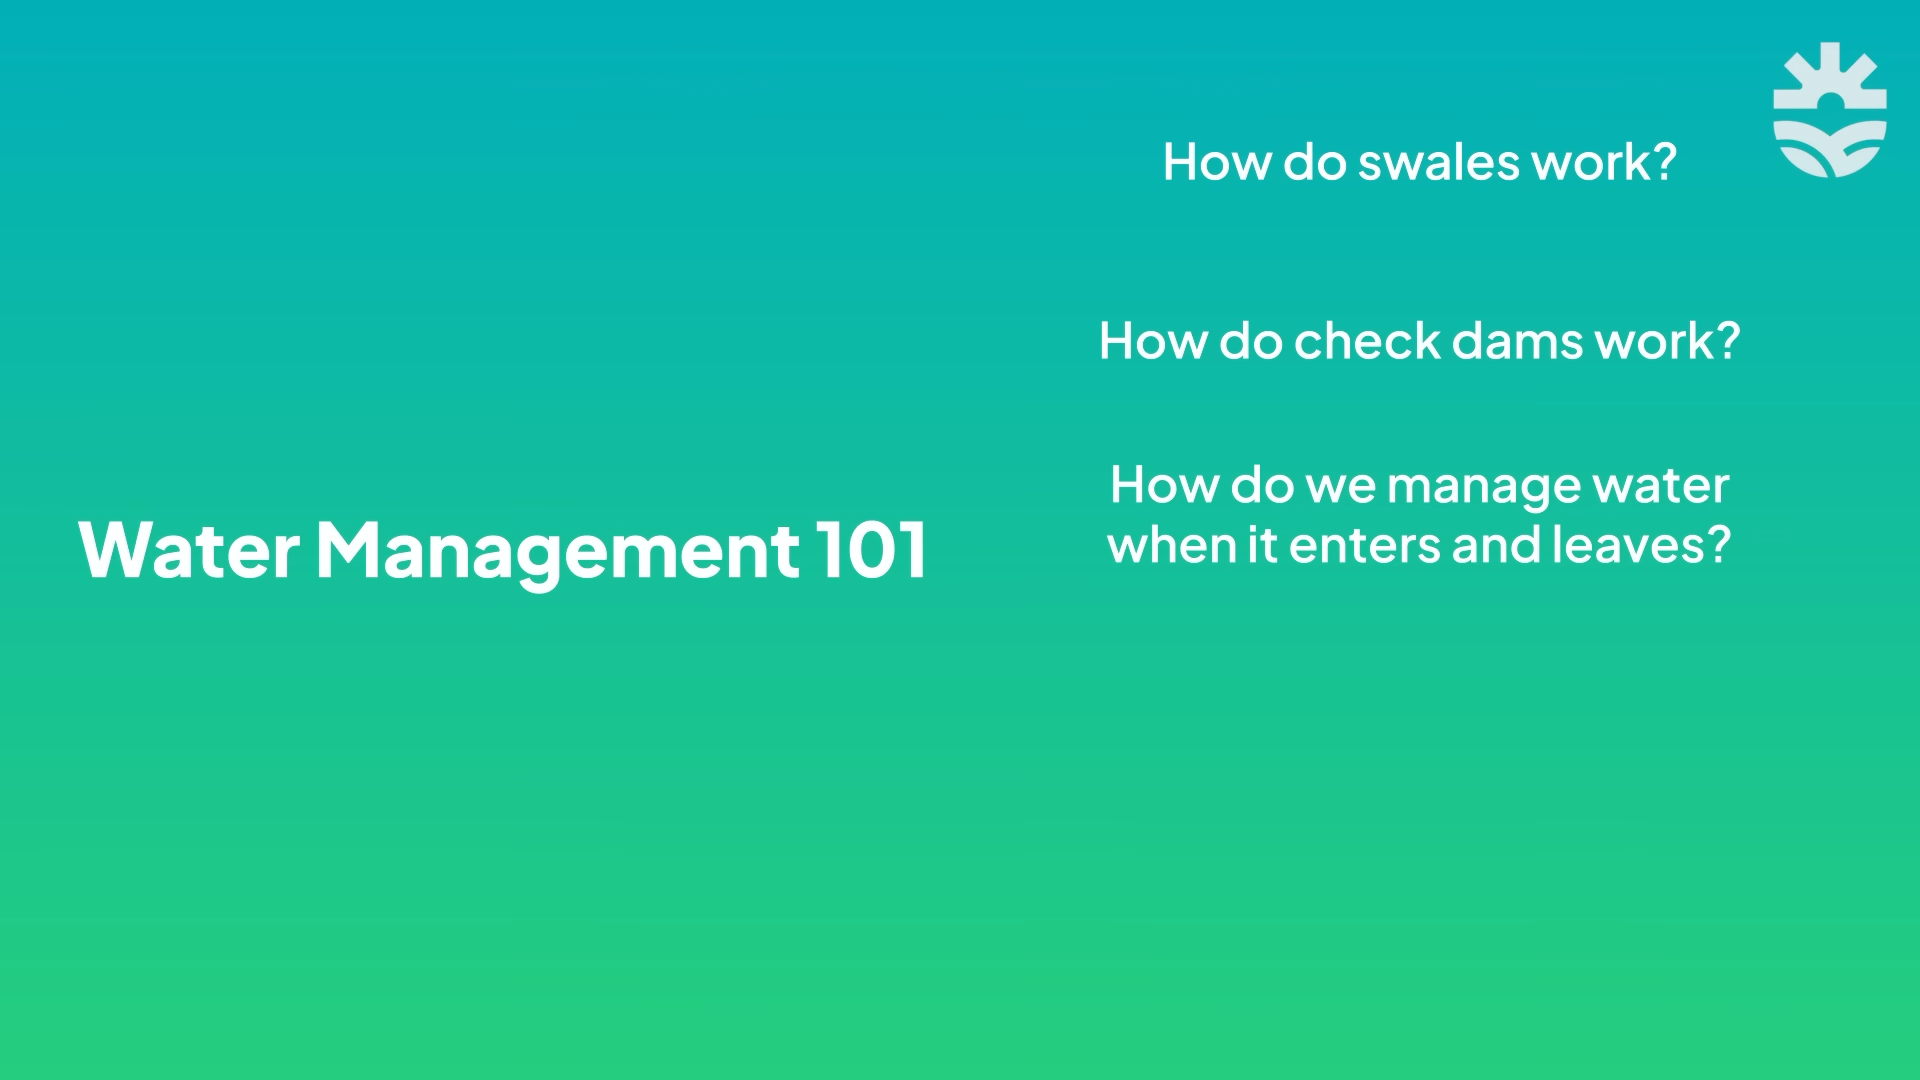 Water Management 101
How do swales work?
How do check dams work?
How do we manage water
when it enters and leaves?